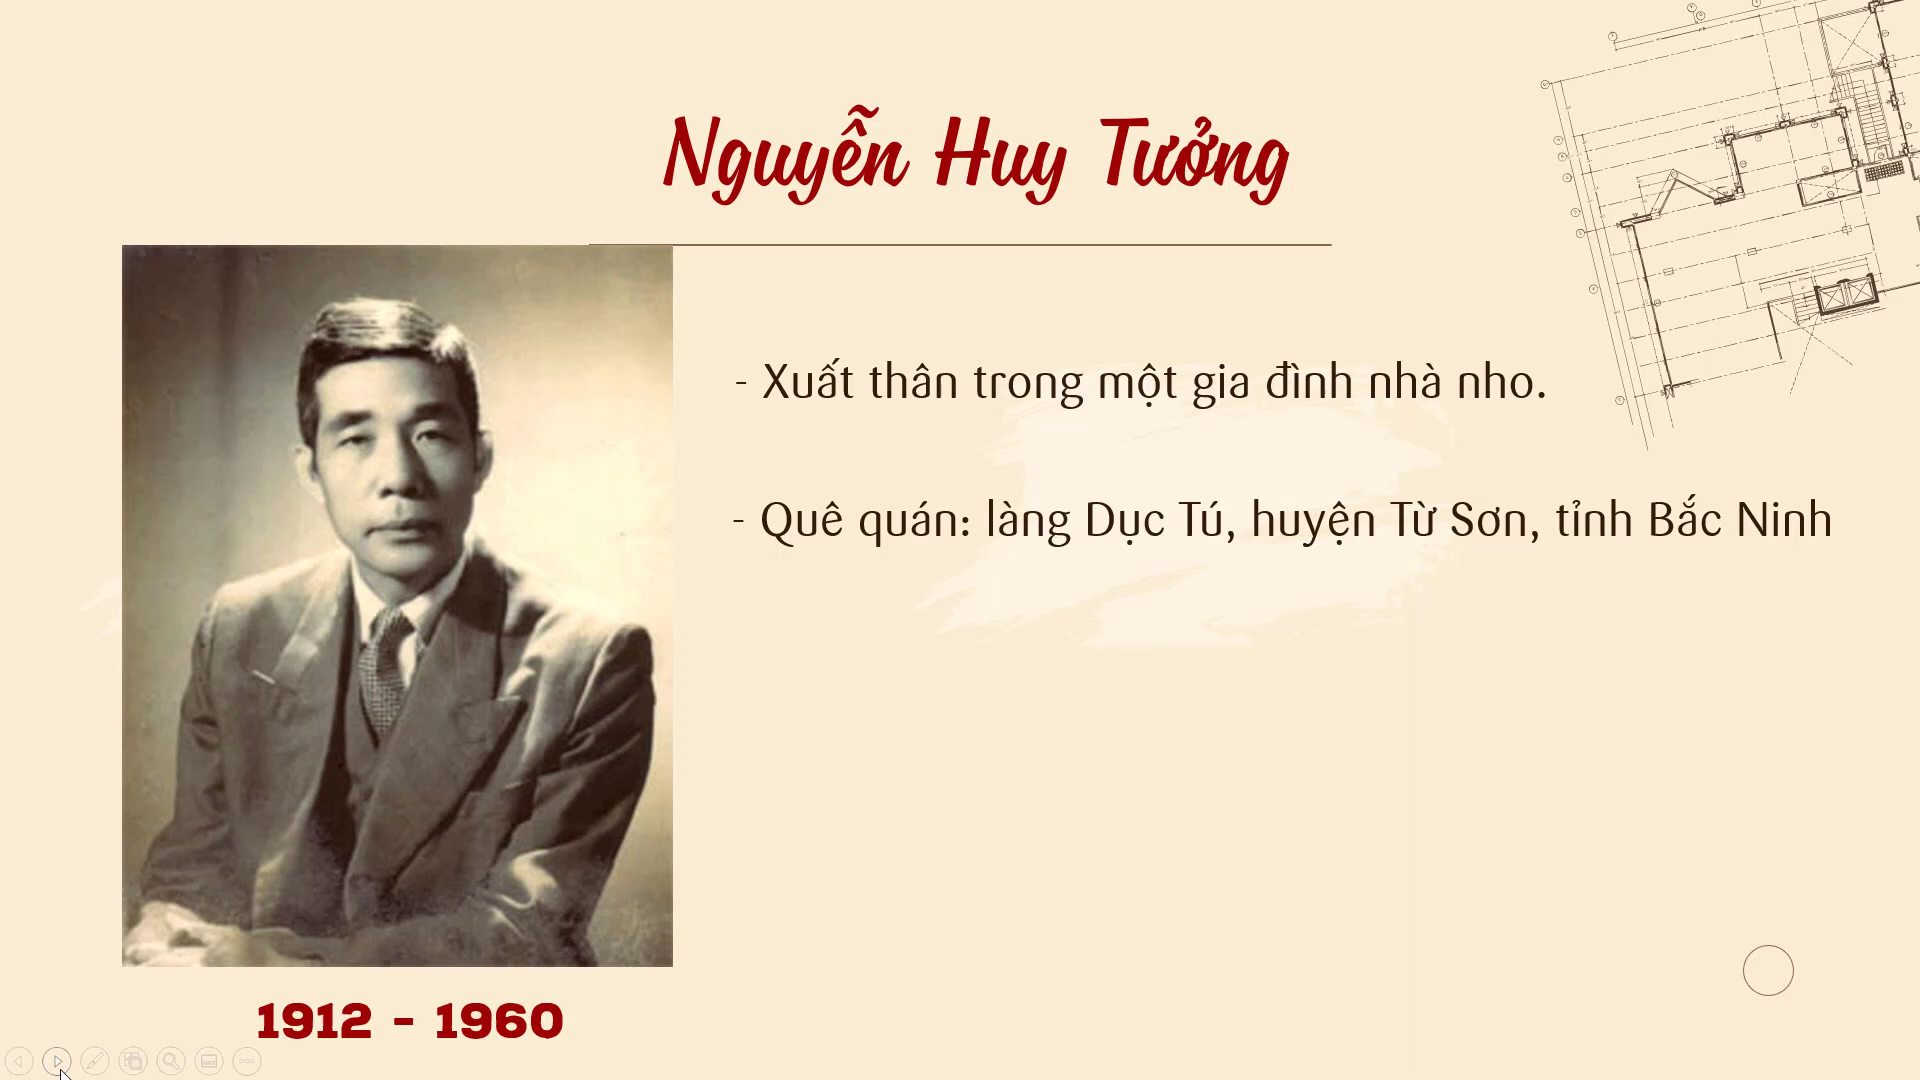 Nguyễn Huy Tưởng
- Xuất thân trong một gia đình nhà nho.
- Quê quán: làng Dục Tú, huyện Từ Sơn, tỉnh Bắc Ninh
1912 - 1960